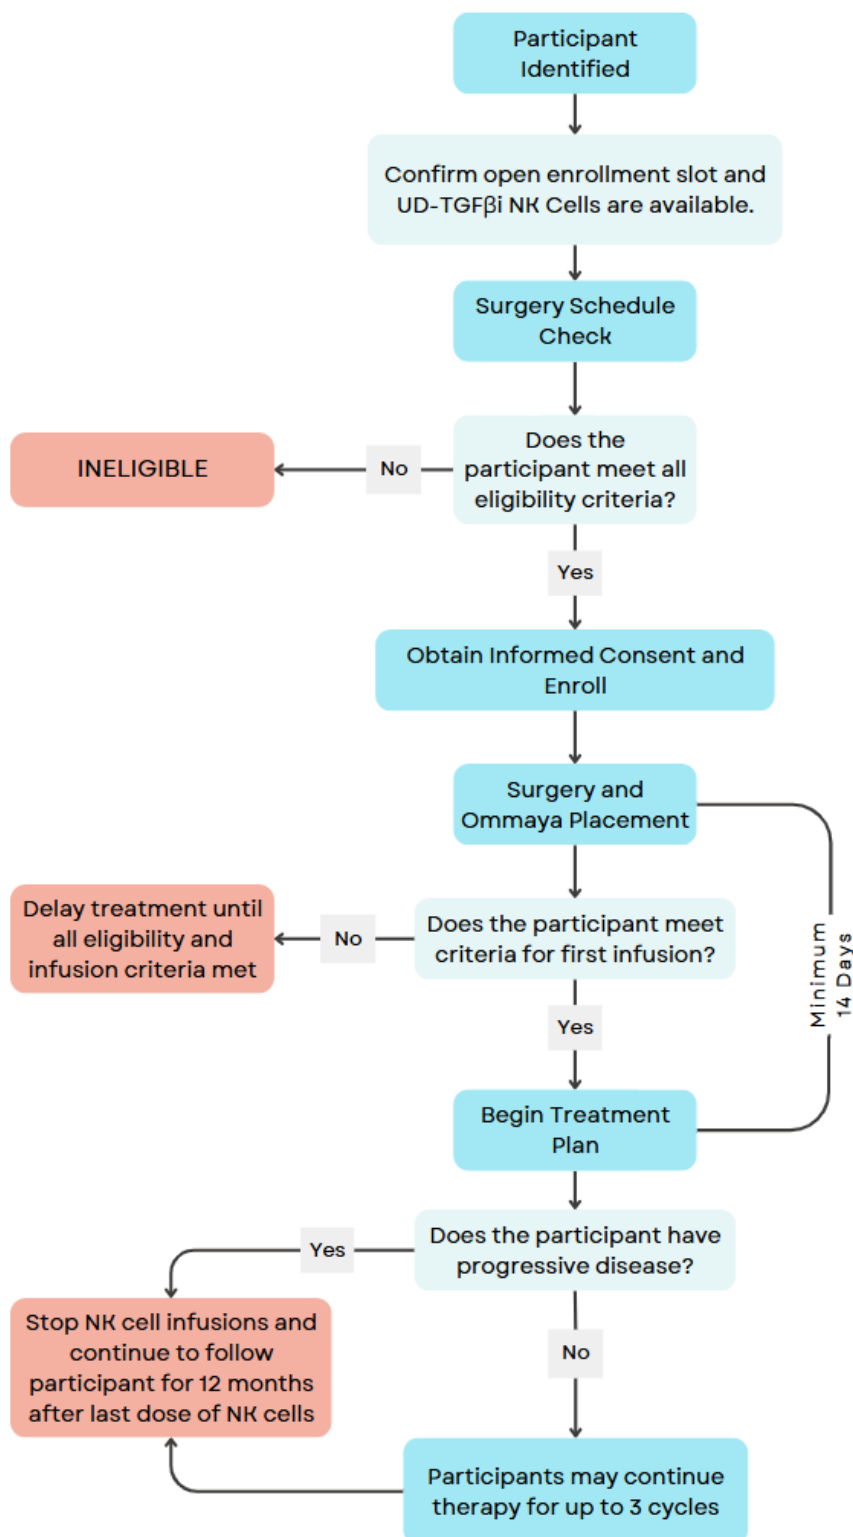 Participant
Identified
Confirm open enrollment slot and
UD-TGFβi NK Cells are available.
Surgery Schedule
Check
Does the
participant meet all
eligibility criteria?
No
INELIGIBLE
Yes
Obtain Informed Consent and
Enroll
Surgery and
Ommaya Placement
Does the participant meet
criteria for first infusion?
No
Delay treatment until
all eligibility and
infusion criteria met
Minimum
14 Days
Yes
Begin Treatment
Plan
Does the participant have
progressive disease?
Yes
Stop NK cell infusions and
continue to follow
participant for 12 months
after last dose of NK cells
No
Participants may continue
therapy for up to 3 cycles